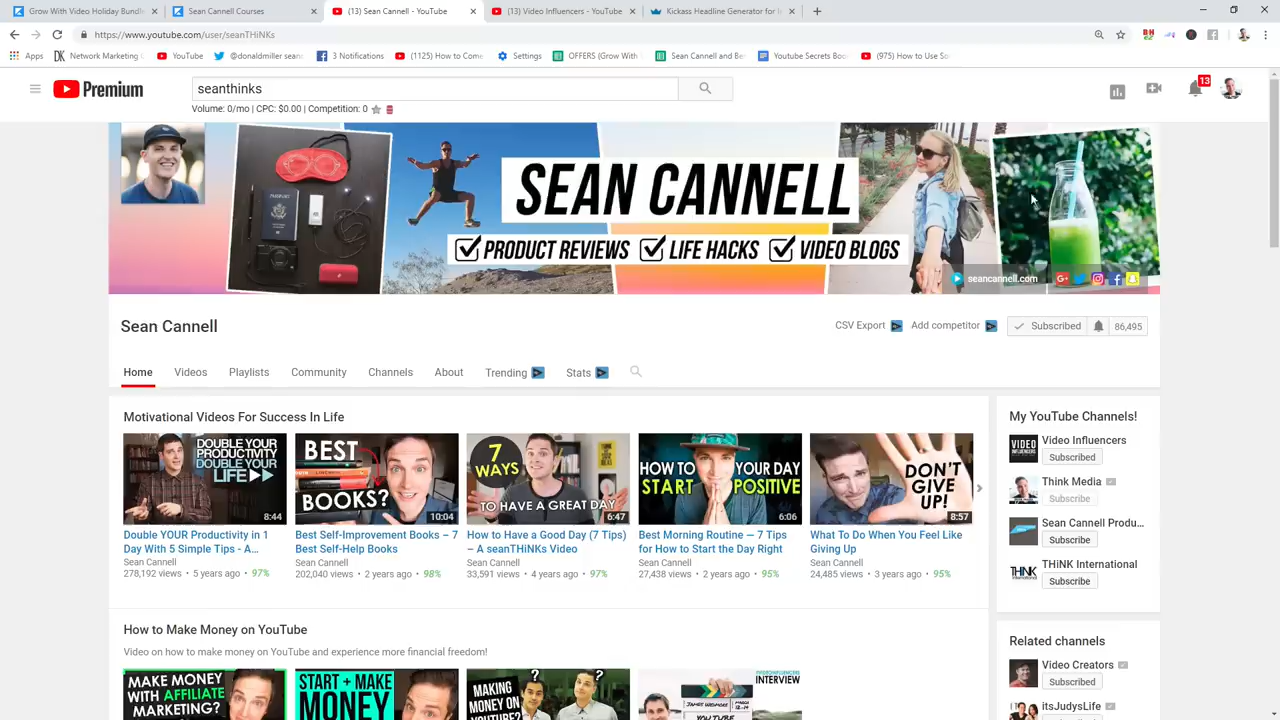 Grow With Video Holiday Bundl
Sean Cannell Courses
(13) Sean Cannell - YouTube
(13) Video Influencers - YouTube
Kickass Headline Generator for I
https://www.youtube.com/user/seanTHiNKs
Apps
Network Marketing
YouTube
@donaldmiller sean
3 Notifications
(1125) How to Come
Settings
OFFERS (Grow With
Sean Cannell and Be
Youtube Secrets Boo
(975) How to Use So
Premium
seanthinks
13
Volume: 0/mo | CPC: $0.00 | Competition: 0
SEAN CANNELL
PRODUCT REVIEWS LIFE HACKS VIDEO BLOGS
seancannell.com
Sean Cannell
CSV Export
Add competitor
Subscribed
86,495
Home
Videos
Playlists
Community
Channels
About
Trending
Stats
Motivational Videos For Success In Life
DOUBLE YOUR
PRODUCTIVITY
DOUBLE YOUR
LIFE
8:44
BEST
BOOKS?
10:04
7
WAYS
TO HAVE A GREAT DAY
6:47
HOW TO YOUR DAY
START POSITIVE
6:06
DON'T
GIVE
UP!
8:57
Double YOUR Productivity in 1
Day With 5 Simple Tips - A...
Sean Cannell
278,192 views • 5 years ago • 97%
Best Self-Improvement Books – 7
Best Self-Help Books
Sean Cannell
202,040 views • 2 years ago • 98%
How to Have a Good Day (7 Tips)
– A seanTHiNKs Video
Sean Cannell
33,591 views • 4 years ago • 97%
Best Morning Routine — 7 Tips
for How to Start the Day Right
Sean Cannell
27,438 views • 2 years ago • 95%
What To Do When You Feel Like
Giving Up
Sean Cannell
24,485 views • 3 years ago • 95%
How to Make Money on YouTube
Video on how to make money on YouTube and experience more financial freedom!
MAKE MONEY
WITH AFFILIATE
MARKETING?
START + MAKE
MONEY
MAKING
MONEY ON
YOUTUBE?
?
?
INTERVIEW
YOUTUBE
My YouTube Channels!
VIDEO
INFLUENCERS
Video Influencers
Subscribed
Think Media
Subscribe
Sean Cannell Produ...
Subscribe
THINK
International
THiNK International
Subscribe
Related channels
Video Creators
Subscribed
itsJudysLife